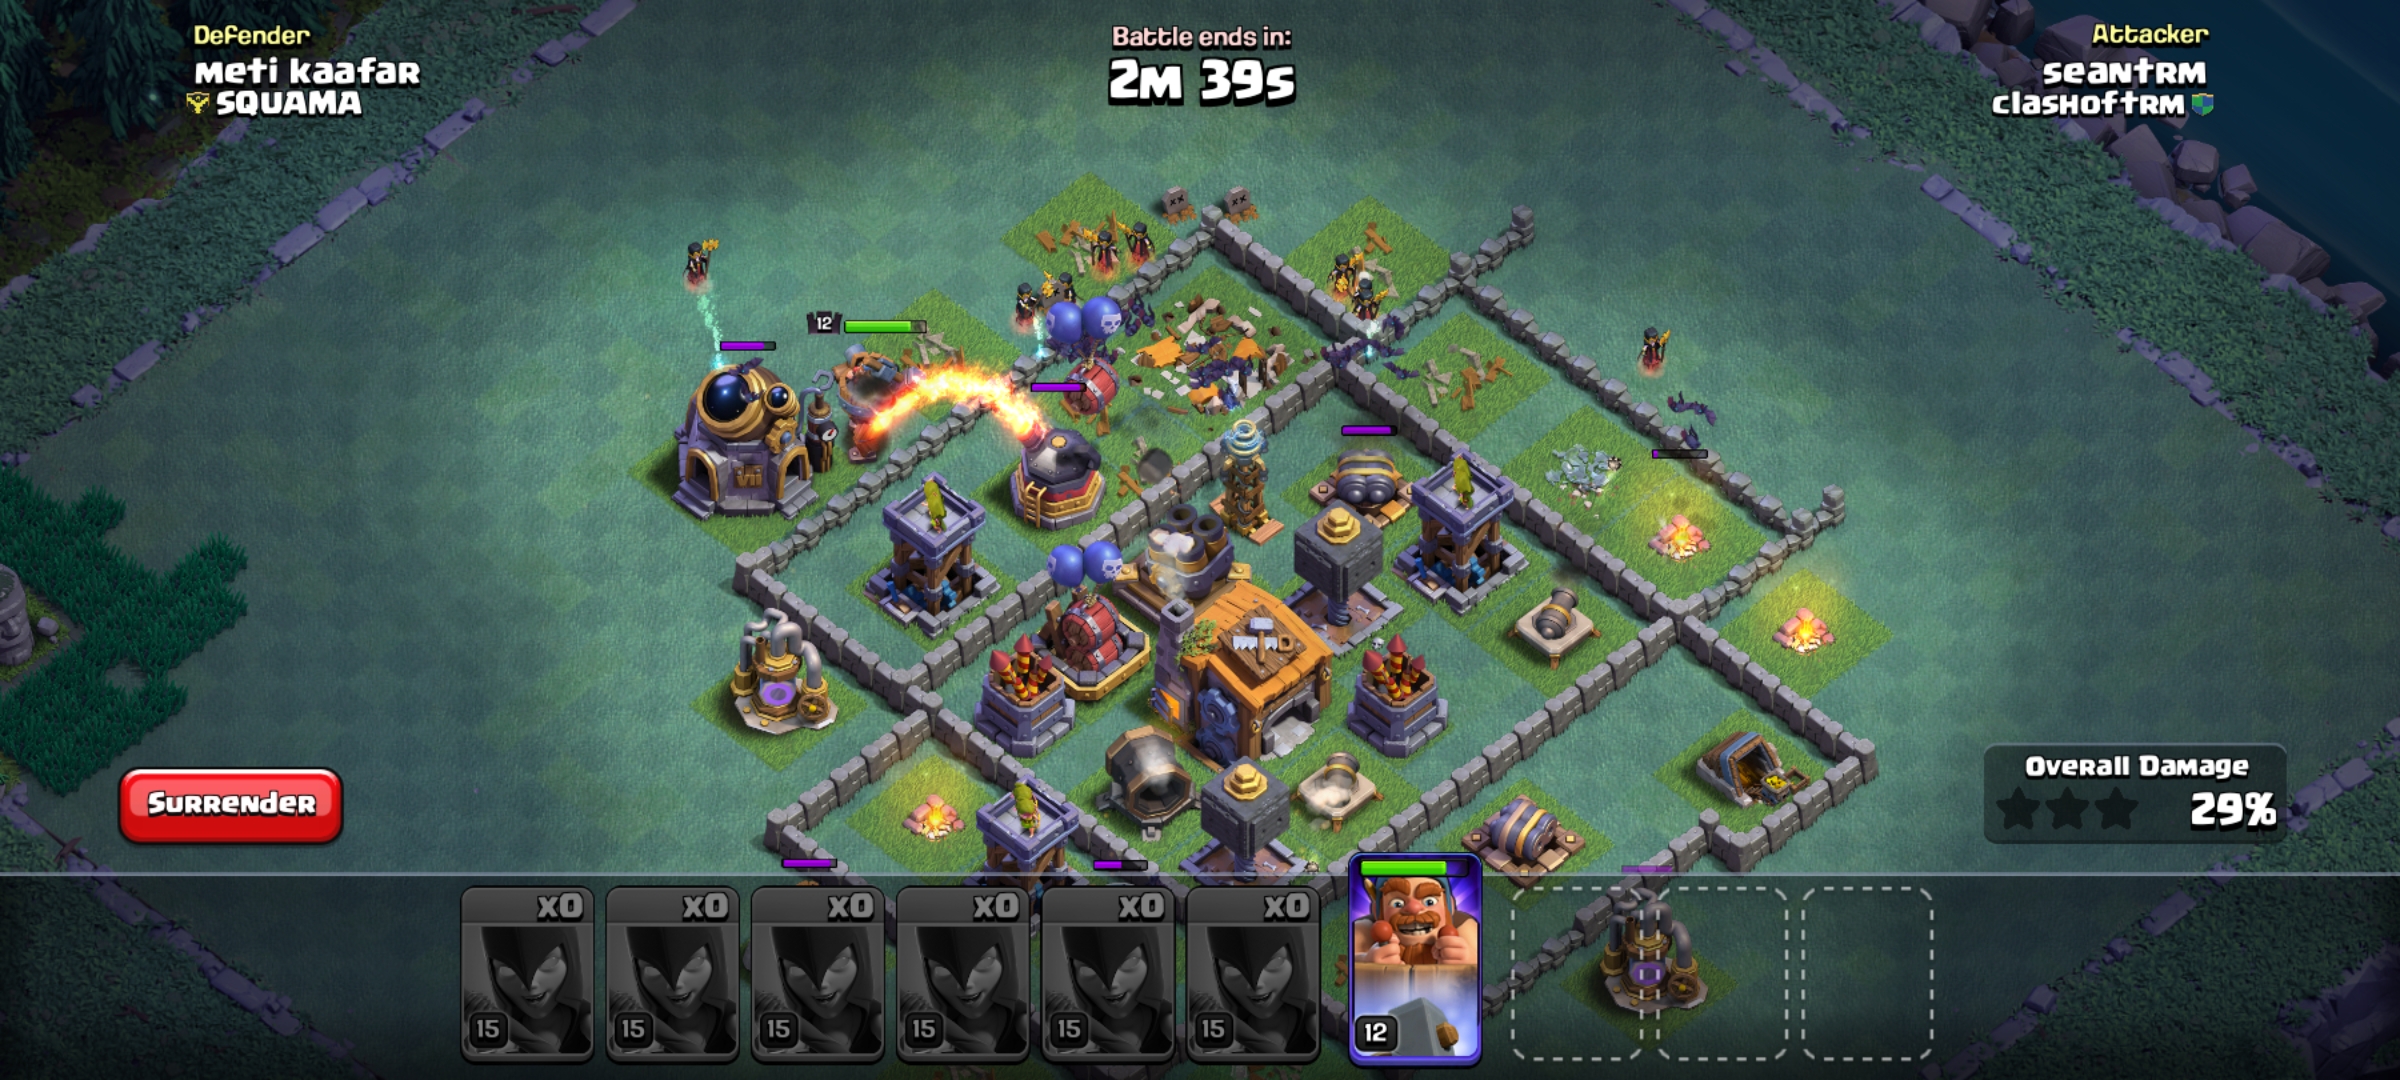 Defender
Meti kaafar
SQUAMA
Battle ends in:
2M 39s
Attacker
seantrm
clashoftrm
12
VII
Surrender
Overall Damage
29%
x0
x0
x0
x0
x0
x0
15
15
15
15
15
15
12